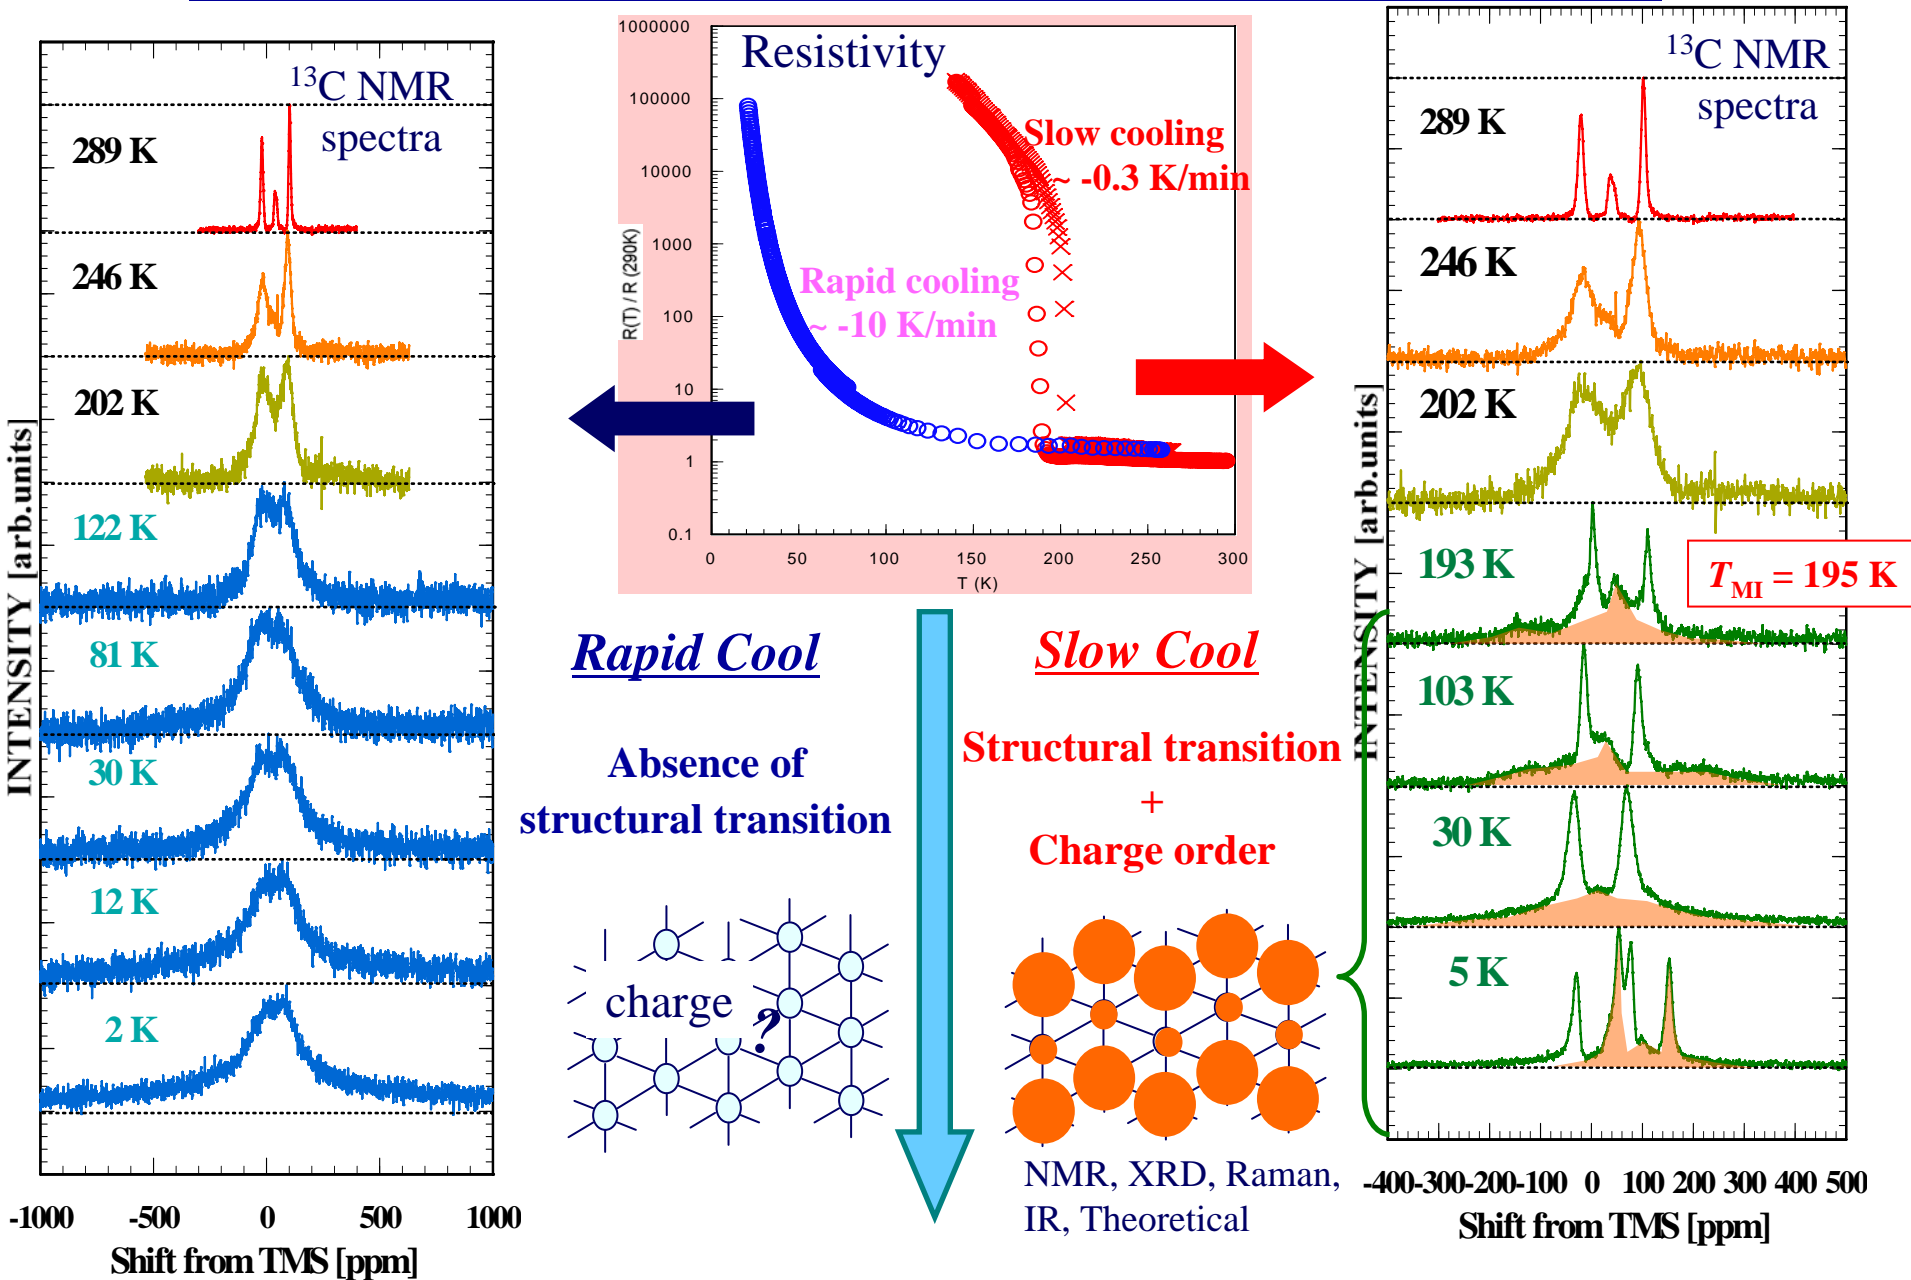 ¹³C NMR
spectra
289 K
246 K
202 K
122 K
81 K
30 K
12 K
2 K
INTENSITY [arb.units]
-1000 -500 0 500 1000
Shift from TMS [ppm]
Resistivity
1000000
100000
10000
1000
100
10
1
0.1
R(T) / R (290K)
0 50 100 150 200 250 300
T (K)
Slow cooling
~ -0.3 K/min
Rapid cooling
~ -10 K/min
Rapid Cool
Absence of
structural transition
charge
?
Slow Cool
Structural transition
+
Charge order
NMR, XRD, Raman,
IR, Theoretical
¹³C NMR
spectra
289 K
246 K
202 K
193 K
T_MI = 195 K
103 K
30 K
5 K
INTENSITY [arb.units]
-400-300-200-100 0 100 200 300 400 500
Shift from TMS [ppm]